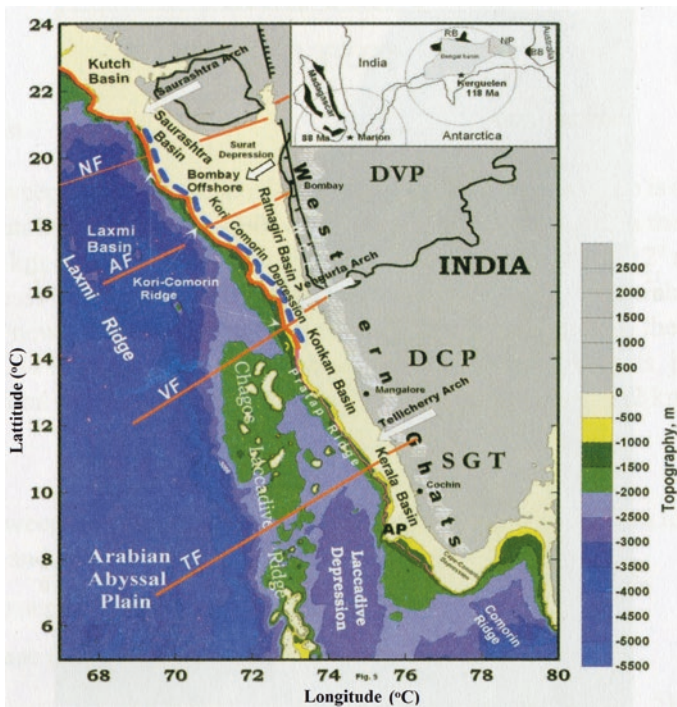 24
22
20
18
16
14
12
10
8
6
Lattitude (°C)
68
70
72
74
76
78
80
Longitude (°C)
Fig. 5
Kutch
Basin
Saurashtra Arch
Saurashtra
Basin
Surat
Depression
Bombay
Offshore
Bombay
NF
Laxmi
Basin
AF
Laxmi Ridge
Kori-Comorin
Ridge
Kori Comorin Depression
Ratnagiri Basin
Vengurla Arch
Western Ghats
DVP
INDIA
DCP
SGT
VF
Konkan Basin
Mangalore
Tellicherry Arch
Pratap Ridge
Chagos
Laccadive
Ridge
Kerala Basin
Cochin
AP
TF
Arabian
Abyssal
Plain
Laccadive
Depression
Comorin
Ridge
India
Madagascar
88 Ma
Marion
RB
NP
BB
Australia
Kerguelen
118 Ma
Antarctica
2500
2000
1500
1000
500
0
-500
-1000
-1500
-2000
-2500
-3000
-3500
-4000
-4500
-5000
-5500
Topography, m